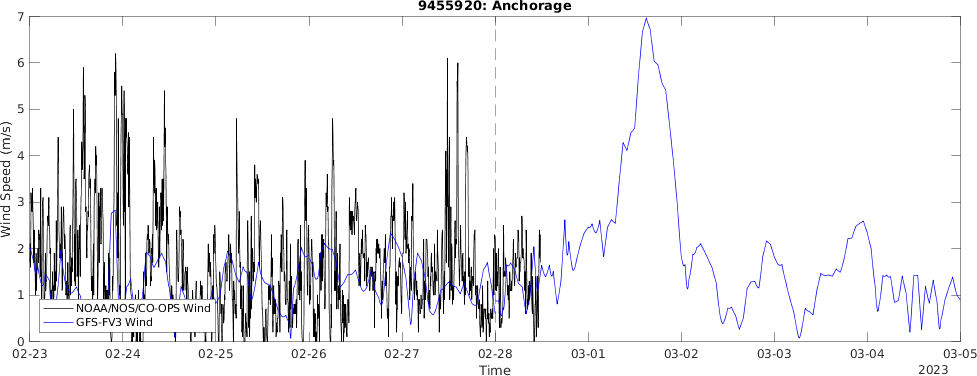 9455920: Anchorage
7
6
5
4
3
2
1
0
Wind Speed (m/s)
NOAA/NOS/CO-OPS Wind
GFS-FV3 Wind
02-23 02-24 02-25 02-26 02-27 02-28 03-01 03-02 03-03 03-04 03-05
Time
2023